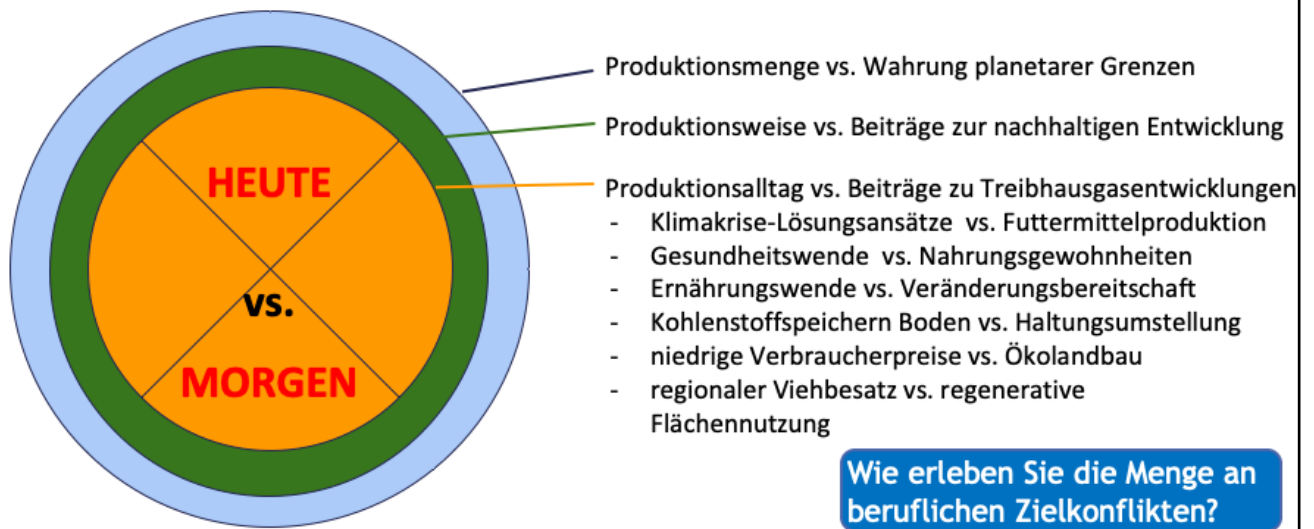 Produktionsmenge vs. Wahrung planetarer Grenzen
Produktionsweise vs. Beiträge zur nachhaltigen Entwicklung
Produktionsalltag vs. Beiträge zu Treibhausgasentwicklungen
- Klimakrise-Lösungsansätze vs. Futtermittelproduktion
- Gesundheitswende vs. Nahrungsgewohnheiten
- Ernährungswende vs. Veränderungsbereitschaft
- Kohlenstoffspeichern Boden vs. Haltungsumstellung
- niedrige Verbraucherpreise vs. Ökolandbau
- regionaler Viehbesatz vs. regenerative
Flächennutzung
HEUTE
vs.
MORGEN
Wie erleben Sie die Menge an
beruflichen Zielkonflikten?